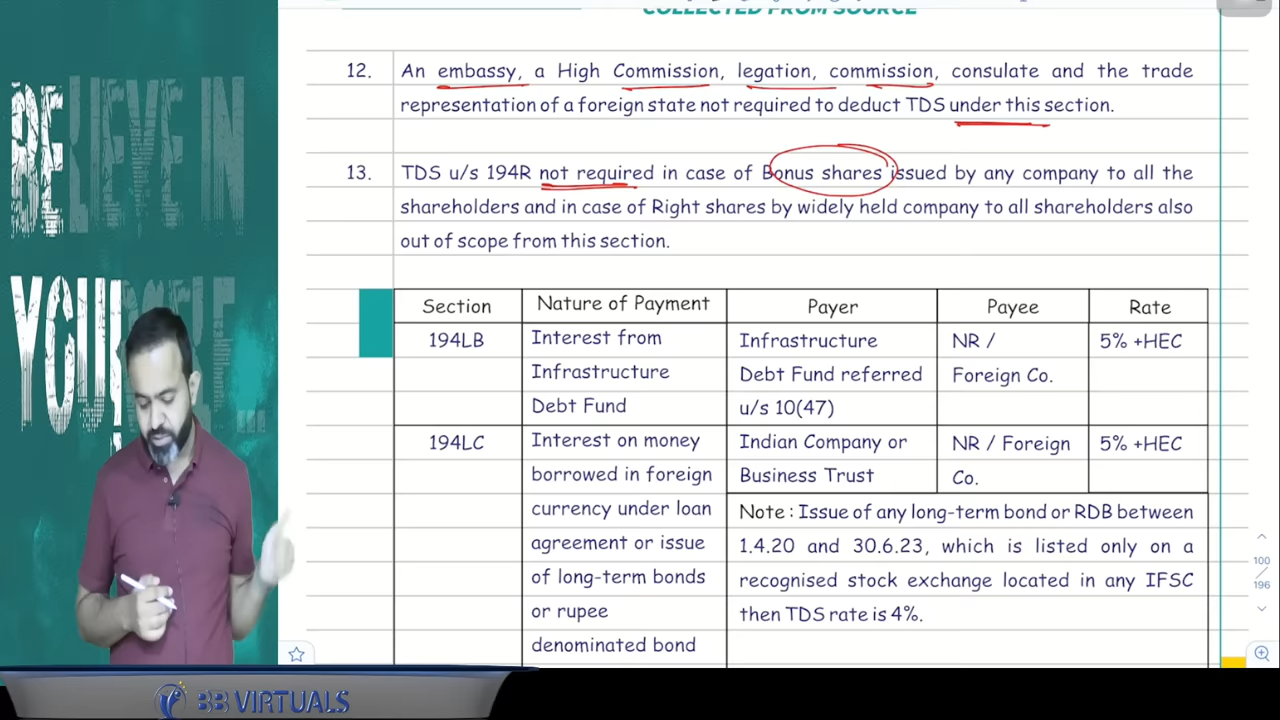 COLLECTED FROM SOURCE
12. An embassy, a High Commission, legation, commission, consulate and the trade
representation of a foreign state not required to deduct TDS under this section.
13. TDS u/s 194R not required in case of Bonus shares issued by any company to all the
shareholders and in case of Right shares by widely held company to all shareholders also
out of scope from this section.
Section
Nature of Payment
Payer
Payee
Rate
194LB
Interest from
Infrastructure
Debt Fund
Infrastructure
Debt Fund referred
u/s 10(47)
NR /
Foreign Co.
5% +HEC
194LC
Interest on money
borrowed in foreign
currency under loan
agreement or issue
of long-term bonds
or rupee
denominated bond
Indian Company or
Business Trust
NR / Foreign
Co.
5% +HEC
Note : Issue of any long-term bond or RDB between
1.4.20 and 30.6.23, which is listed only on a
recognised stock exchange located in any IFSC
then TDS rate is 4%.
100
196
BELIEVE IN
BB VIRTUALS